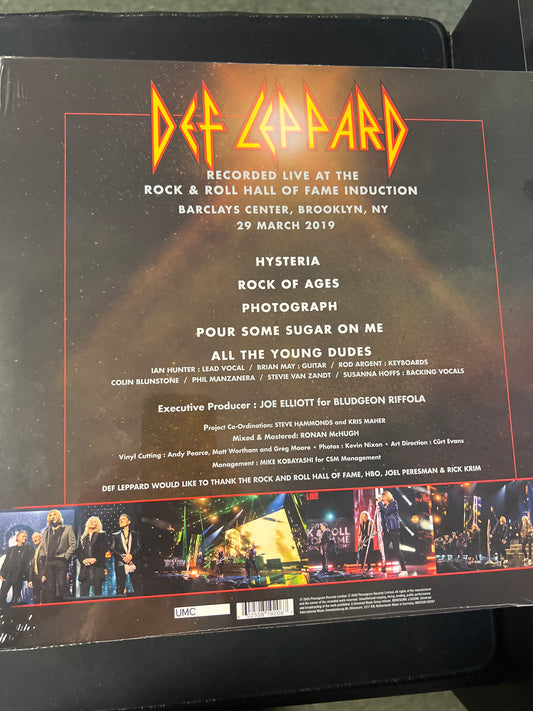 DEF LEPPARD
RECORDED LIVE AT THE
ROCK & ROLL HALL OF FAME INDUCTION
BARCLAYS CENTER, BROOKLYN, NY
29 MARCH 2019
HYSTERIA
ROCK OF AGES
PHOTOGRAPH
POUR SOME SUGAR ON ME
ALL THE YOUNG DUDES
IAN HUNTER : LEAD VOCAL / BRIAN MAY : GUITAR / ROD ARGENT : KEYBOARDS
COLIN BLUNSTONE / PHIL MANZANERA / STEVIE VAN ZANDT / SUSANNA HOFFS : BACKING VOCALS
Executive Producer : JOE ELLIOTT for BLUDGEON RIFFOLA
Project Co-Ordination: STEVE HAMMONDS and KRIS MAHER
Mixed & Mastered: RONAN McHUGH
Vinyl Cutting : Andy Pearce, Matt Wortham and Greg Moore • Photos : Kevin Nixon • Art Direction : Cürt Evans
Management : MIKE KOBAYASHI for CSM Management
DEF LEPPARD WOULD LIKE TO THANK THE ROCK AND ROLL HALL OF FAME, HBO, JOEL PERESMAN & RICK KRIM
UMC